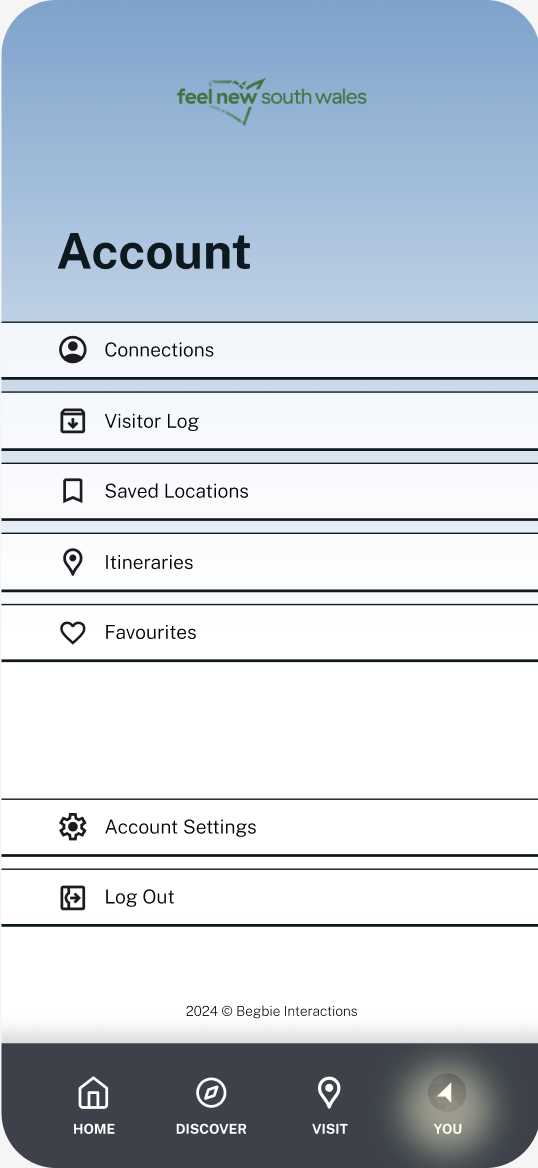 feel new south wales
Account
Connections
Visitor Log
Saved Locations
Itineraries
Favourites
Account Settings
Log Out
2024 © Begbie Interactions
HOME DISCOVER VISIT YOU